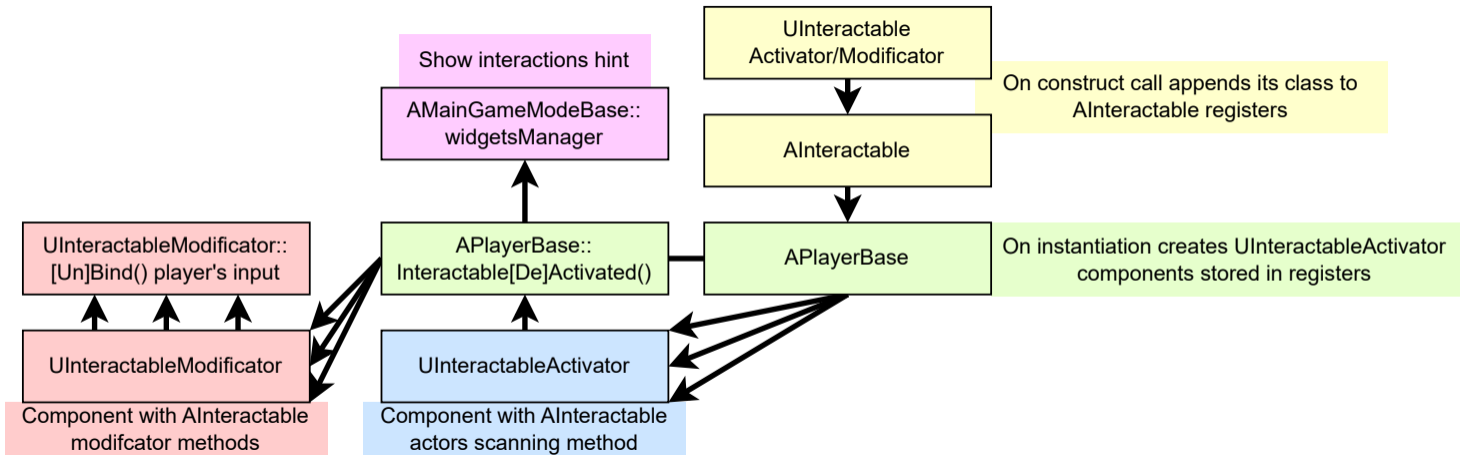 UInteractable
Activator/Modificator
Show interactions hint
On construct call appends its class to
AInteractable registers
AMainGameModeBase::
widgetsManager
AInteractable
UInteractableModificator::
[Un]Bind() player's input
APlayerBase::
Interactable[De]Activated()
APlayerBase
On instantiation creates UInteractableActivator
components stored in registers
UInteractableModificator
UInteractableActivator
Component with AInteractable
modifcator methods
Component with AInteractable
actors scanning method